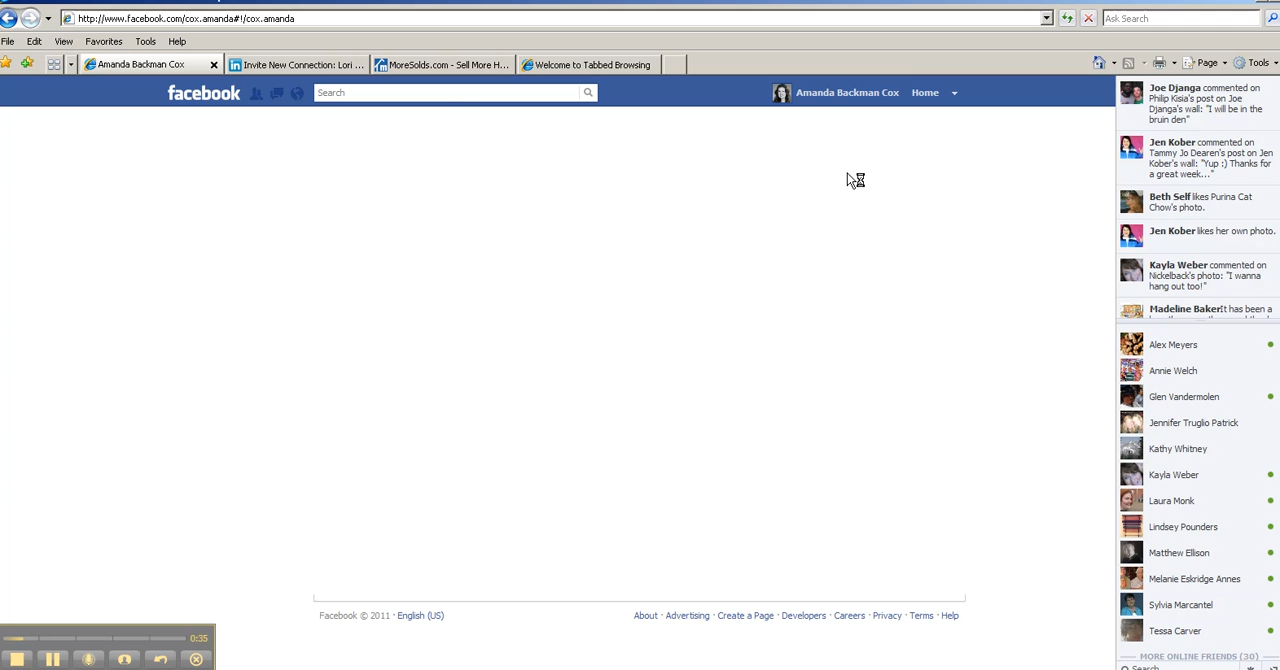 http://www.facebook.com/cox.amanda#!/cox.amanda
Ask Search
File Edit View Favorites Tools Help
Amanda Backman Cox
Invite New Connection: Lori ...
MoreSolds.com - Sell More H...
Welcome to Tabbed Browsing
Page Tools
facebook
Search
Amanda Backman Cox Home
Joe Djanga commented on
Philip Kisia's post on Joe
Djanga's wall: "I will be in the
bruin den"
Jen Kober commented on
Tammy Jo Dearen's post on Jen
Kober's wall: "Yup :) Thanks for
a great week..."
Beth Self likes Purina Cat
Chow's photo.
Jen Kober likes her own photo.
Kayla Weber commented on
Nickelback's photo: "I wanna
hang out too!"
Madeline Baker It has been a
Alex Meyers
Annie Welch
Glen Vandermolen
Jennifer Truglio Patrick
Kathy Whitney
Kayla Weber
Laura Monk
Lindsey Pounders
Matthew Ellison
Melanie Eskridge Annes
Sylvia Marcantel
Tessa Carver
MORE ONLINE FRIENDS (30)
Search
Facebook © 2011 · English (US)
About · Advertising · Create a Page · Developers · Careers · Privacy · Terms · Help
0:35